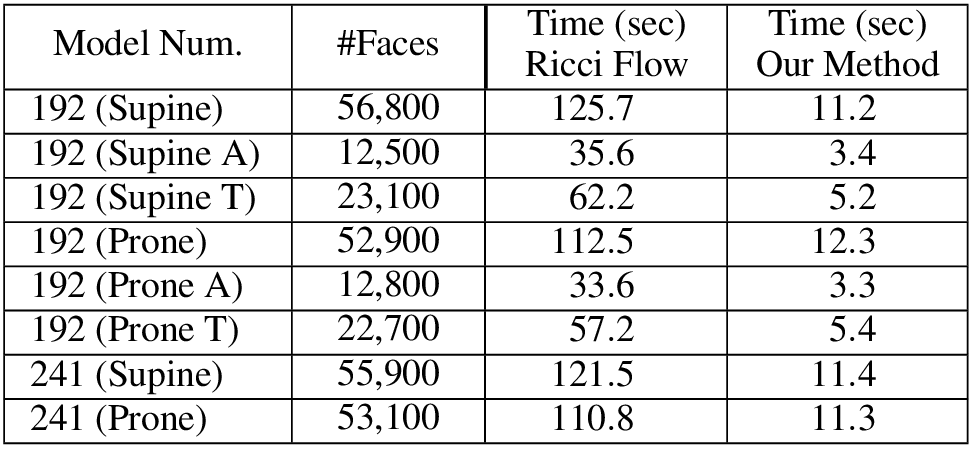 Model Num. #Faces Time (sec) Ricci Flow Time (sec) Our Method
192 (Supine) 56,800 125.7 11.2
192 (Supine A) 12,500 35.6 3.4
192 (Supine T) 23,100 62.2 5.2
192 (Prone) 52,900 112.5 12.3
192 (Prone A) 12,800 33.6 3.3
192 (Prone T) 22,700 57.2 5.4
241 (Supine) 55,900 121.5 11.4
241 (Prone) 53,100 110.8 11.3